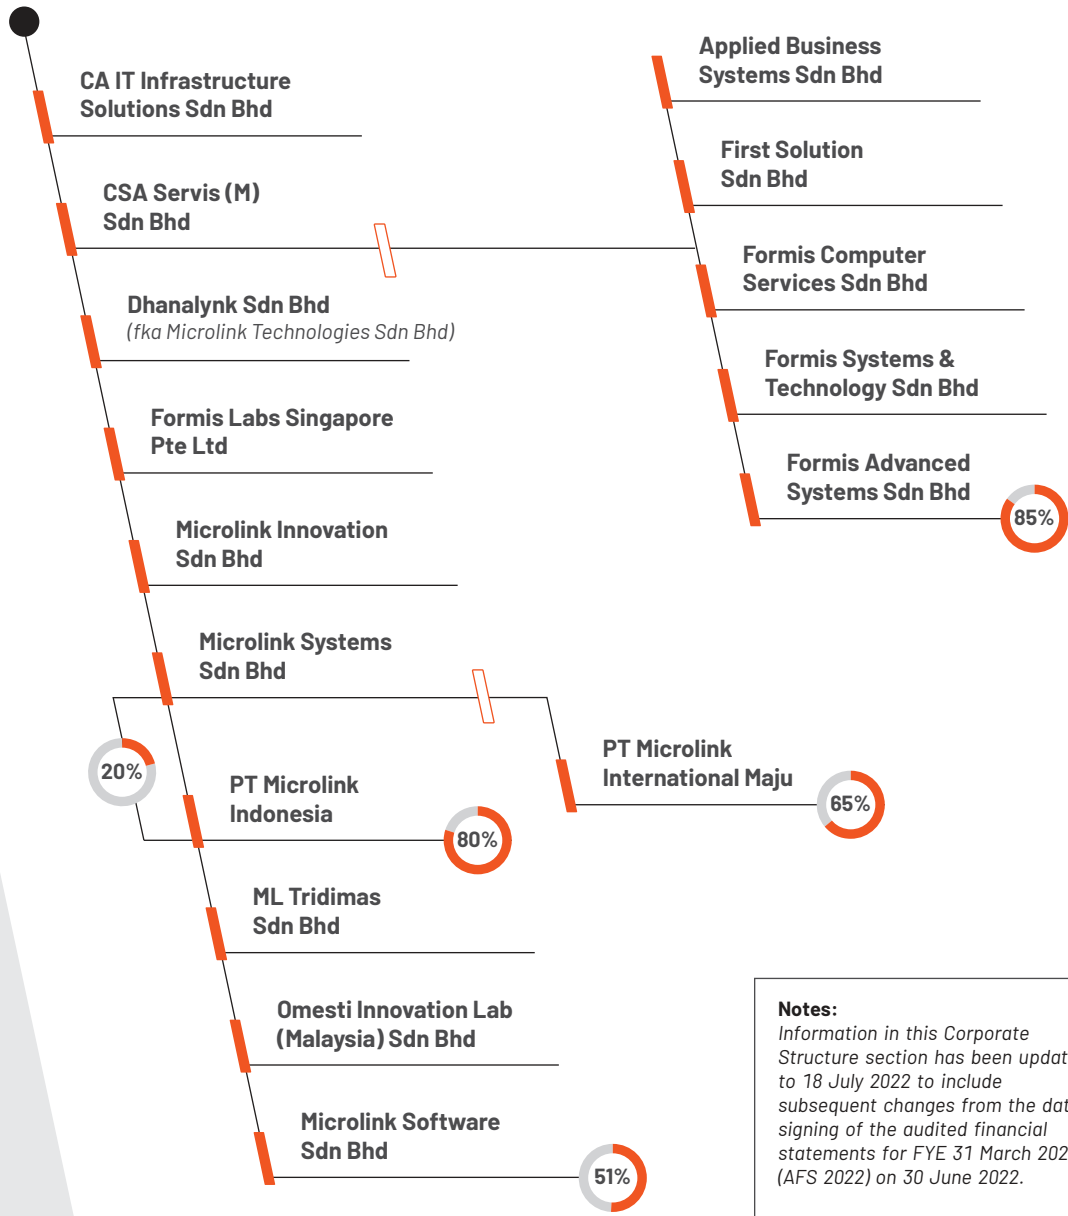 CA IT Infrastructure
Solutions Sdn Bhd
CSA Servis (M)
Sdn Bhd
Dhanalynk Sdn Bhd
(fka Microlink Technologies Sdn Bhd)
Formis Labs Singapore
Pte Ltd
Microlink Innovation
Sdn Bhd
Microlink Systems
Sdn Bhd
20%
PT Microlink
Indonesia
80%
ML Tridimas
Sdn Bhd
Omesti Innovation Lab
(Malaysia) Sdn Bhd
Microlink Software
Sdn Bhd
51%
Applied Business
Systems Sdn Bhd
First Solution
Sdn Bhd
Formis Computer
Services Sdn Bhd
Formis Systems &
Technology Sdn Bhd
Formis Advanced
Systems Sdn Bhd
85%
PT Microlink
International Maju
65%
Notes:
Information in this Corporate
Structure section has been updat
to 18 July 2022 to include
subsequent changes from the dat
signing of the audited financial
statements for FYE 31 March 202
(AFS 2022) on 30 June 2022.